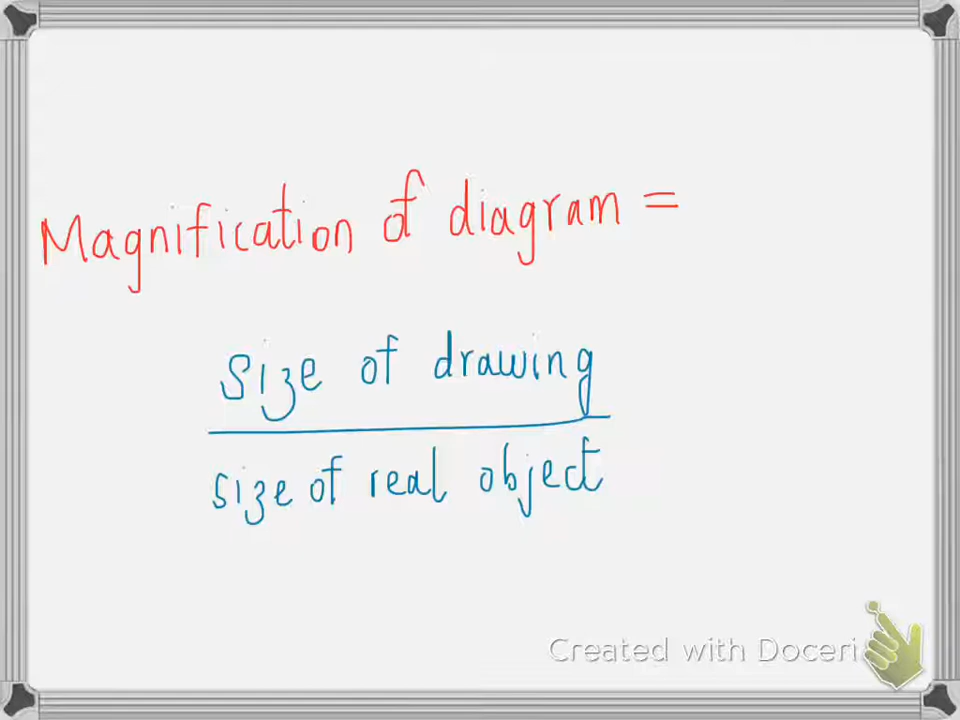 Magnification of diagram =
Size of drawing
size of real object
Created with Doceri